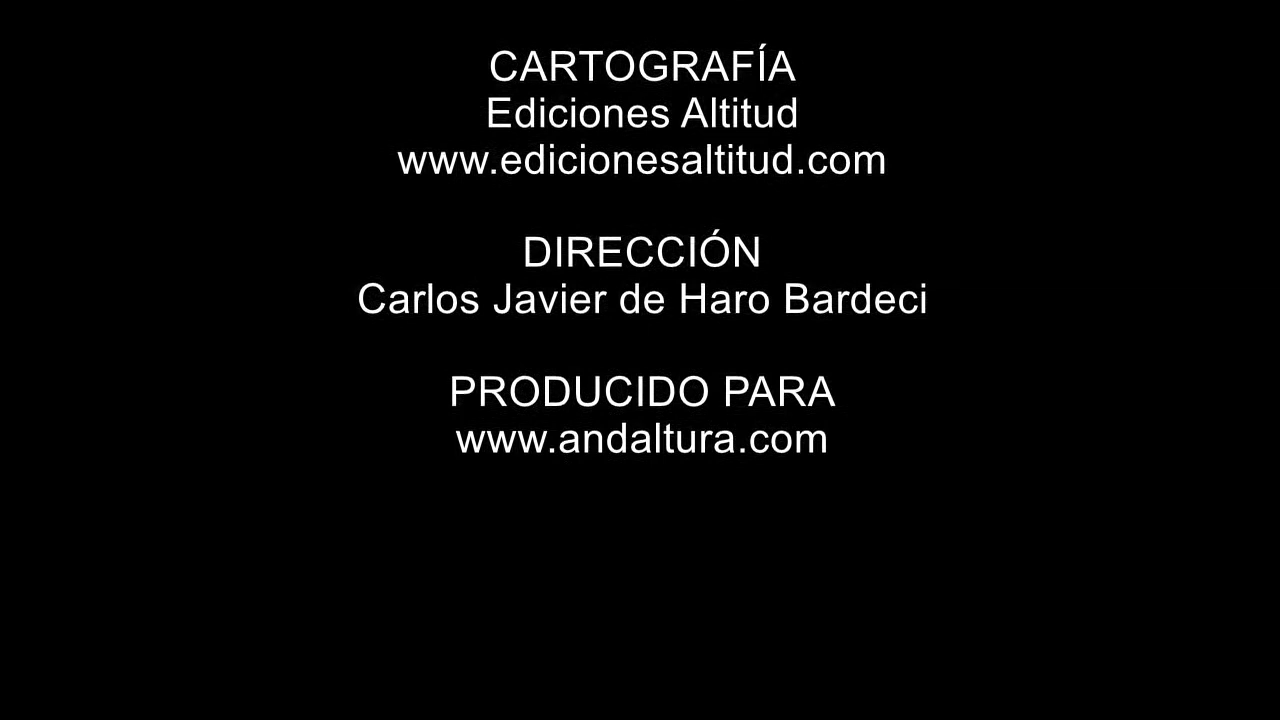 CARTOGRAFÍA
Ediciones Altitud
www.edicionesaltitud.com
DIRECCIÓN
Carlos Javier de Haro Bardeci
PRODUCIDO PARA
www.andaltura.com